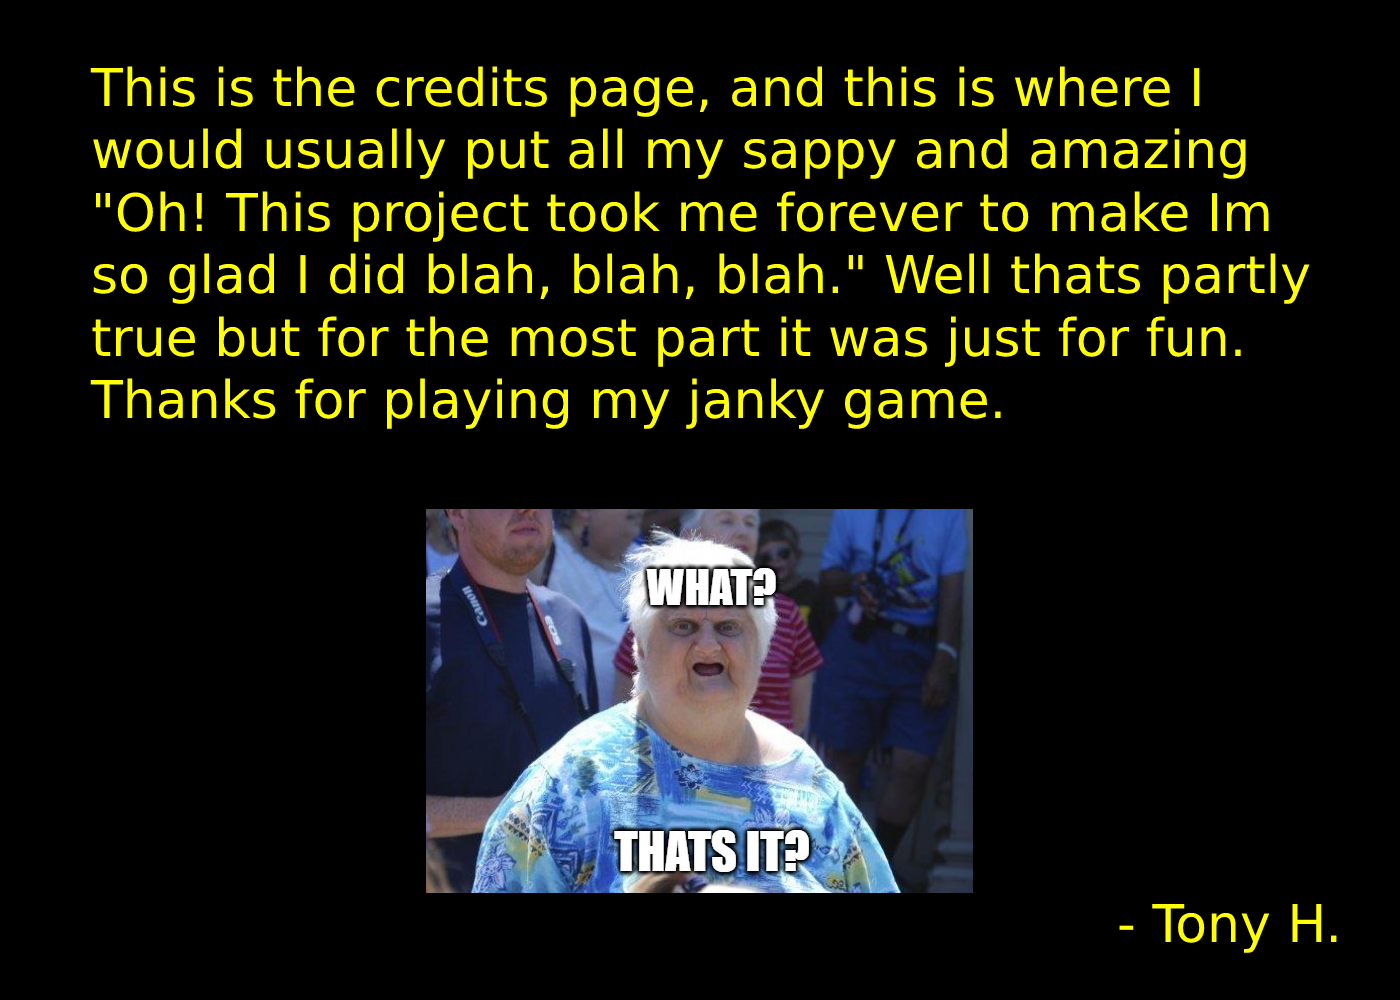 This is the credits page, and this is where I
would usually put all my sappy and amazing
"Oh! This project took me forever to make Im
so glad I did blah, blah, blah." Well thats partly
true but for the most part it was just for fun.
Thanks for playing my janky game.
WHAT?
Canon
THATS IT?
- Tony H.